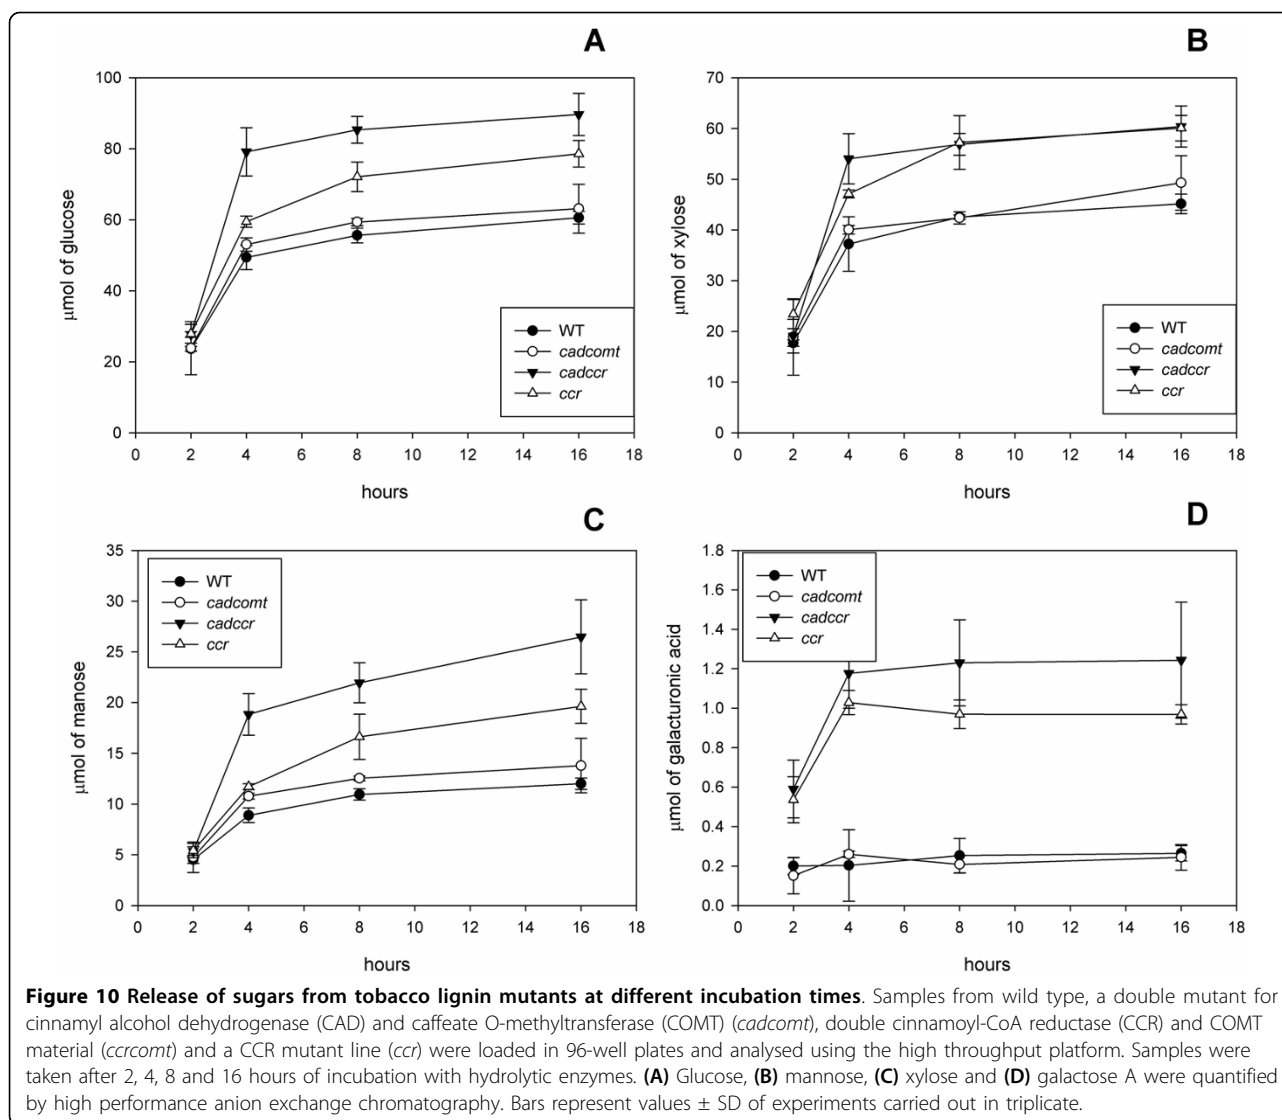 A
100
80
60
40
20
0
μmol of glucose
0 2 4 6 8 10 12 14 16 18
hours
WT
cadcomt
cadccr
ccr
B
70
60
50
40
30
20
10
0
μmol of xylose
0 2 4 6 8 10 12 14 16 18
hours
WT
cadcomt
cadccr
ccr
C
35
30
25
20
15
10
5
0
μmol of manose
0 2 4 6 8 10 12 14 16 18
hours
WT
cadcomt
cadccr
ccr
D
1.8
1.6
1.4
1.2
1.0
0.8
0.6
0.4
0.2
0.0
μmol of galacturonic acid
0 2 4 6 8 10 12 14 16 18
hours
WT
cadcomt
cadccr
ccr
Figure 10 Release of sugars from tobacco lignin mutants at different incubation times. Samples from wild type, a double mutant for
cinnamyl alcohol dehydrogenase (CAD) and caffeate O-methyltransferase (COMT) (cadcomt), double cinnamoyl-CoA reductase (CCR) and COMT
material (ccrcomt) and a CCR mutant line (ccr) were loaded in 96-well plates and analysed using the high throughput platform. Samples were
taken after 2, 4, 8 and 16 hours of incubation with hydrolytic enzymes. (A) Glucose, (B) mannose, (C) xylose and (D) galactose A were quantified
by high performance anion exchange chromatography. Bars represent values ± SD of experiments carried out in triplicate.